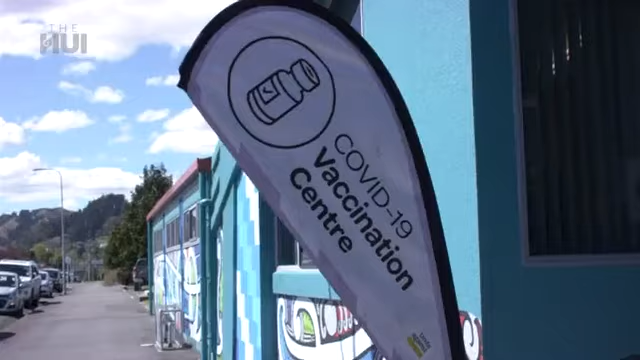 THE
HUI
COVID-19
Vaccination
Centre